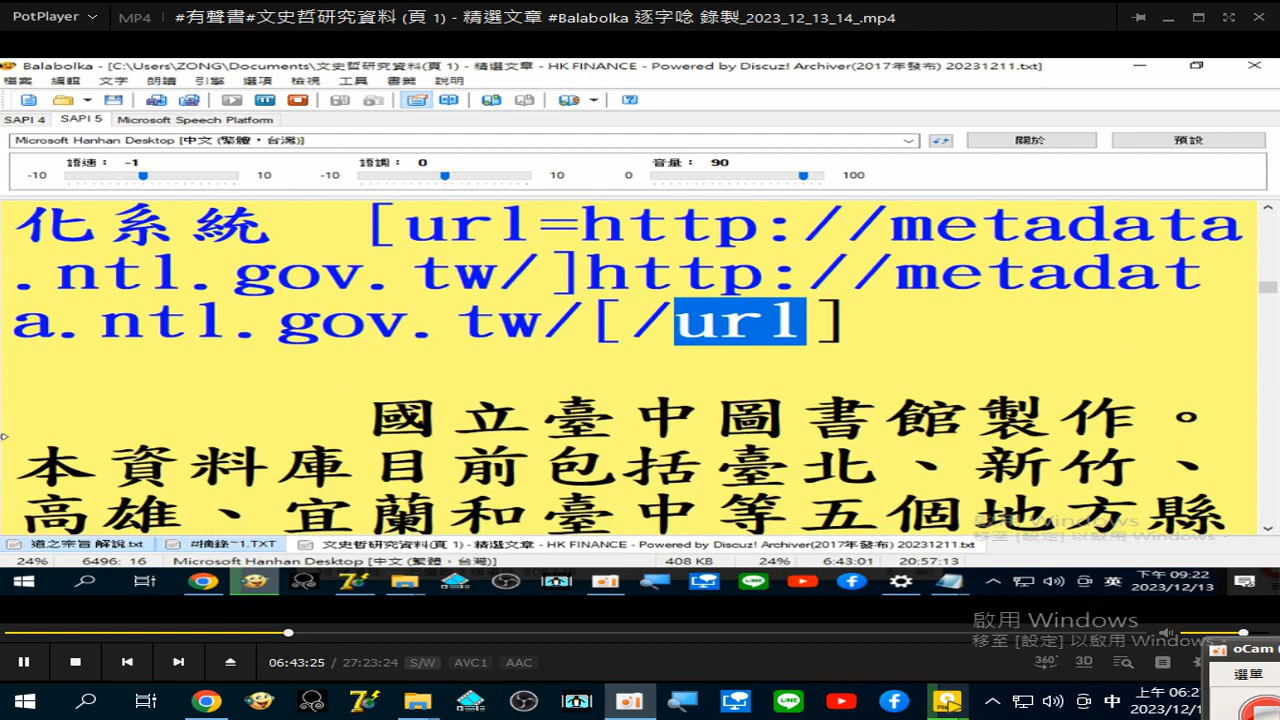 PotPlayer
MP4
#有聲書#文史哲研究資料 (頁 1) - 精選文章 #Balabolka 逐字唸 錄製_2023_12_13_14_.mp4
Balabolka - [C:\Users\ZONG\Documents\文史哲研究資料(頁 1) - 精選文章 - HK FINANCE - Powered by Discuz! Archiver(2017年發布) 20231211.txt]
檔案 編輯 文字 朗讀 引擎 選項 檢視 工具 書籤 說明
SAPI 4 SAPI 5 Microsoft Speech Platform
Microsoft Hanhan Desktop [中文 (繁體，台灣)]
關於 預設
語速： -1 語調： 0 音量： 90
-10 10 -10 10 0 100
化系統 [url=http://metadata
.ntl.gov.tw/]http://metadat
a.ntl.gov.tw/[/url]
國立臺中圖書館製作。
本資料庫目前包括臺北、新竹、
高雄、宜蘭和臺中等五個地方縣
啟用 Windows
移至 [設定] 以啟用 Windows。
道之宗旨 解說.txt #摘錄~1.TXT 文史哲研究資料(頁 1) - 精選文章 - HK FINANCE - Powered by Discuz! Archiver(2017年發布) 20231211.txt
24% 6496: 16 Microsoft Hanhan Desktop [中文 (繁體，台灣)] 408 KB 24% 6:43:01 20:57:13
英
下午 09:22
2023/12/13
啟用 Windows
移至 [設定] 以啟用 Windows。
06:43:25 / 27:23:24 S/W AVC1 AAC
360° 3D
oCam (
選單
中
上午 06:2
2023/12/1